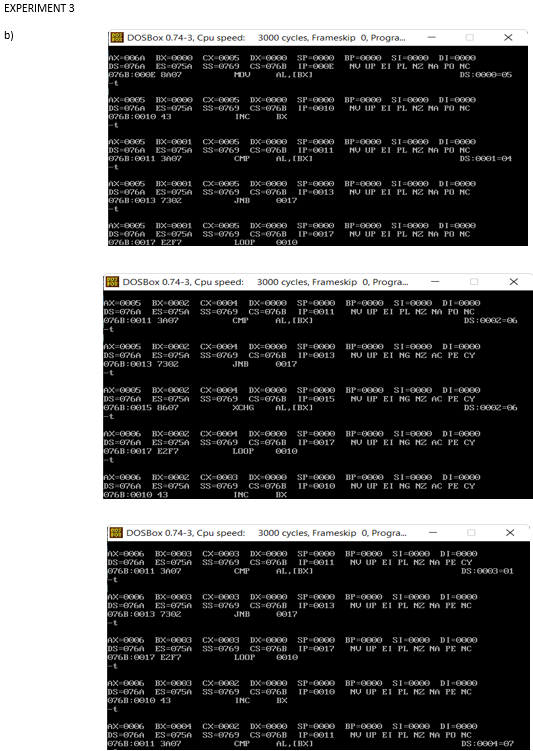 EXPERIMENT 3
b)
DOSBox 0.74-3, Cpu speed: 3000 cycles, Frameskip 0, Progra...
AX=006A BX=0000 CX=0005 DX=0000 SP=0000 BP=0000 SI=0000 DI=0000
DS=076A ES=075A SS=0769 CS=076B IP=000E NV UP EI PL NZ NA PO NC
076B:000E 8A07 MOV AL,[BX] DS:0000=05
-t
AX=0005 BX=0000 CX=0005 DX=0000 SP=0000 BP=0000 SI=0000 DI=0000
DS=076A ES=075A SS=0769 CS=076B IP=0010 NV UP EI PL NZ NA PO NC
076B:0010 43 INC BX
-t
AX=0005 BX=0001 CX=0005 DX=0000 SP=0000 BP=0000 SI=0000 DI=0000
DS=076A ES=075A SS=0769 CS=076B IP=0011 NV UP EI PL NZ NA PO NC
076B:0011 3A07 CMP AL,[BX] DS:0001=04
-t
AX=0005 BX=0001 CX=0005 DX=0000 SP=0000 BP=0000 SI=0000 DI=0000
DS=076A ES=075A SS=0769 CS=076B IP=0013 NV UP EI PL NZ NA PO NC
076B:0013 7302 JNB 0017
-t
AX=0005 BX=0001 CX=0005 DX=0000 SP=0000 BP=0000 SI=0000 DI=0000
DS=076A ES=075A SS=0769 CS=076B IP=0017 NV UP EI PL NZ NA PO NC
076B:0017 E2F7 LOOP 0010
DOSBox 0.74-3, Cpu speed: 3000 cycles, Frameskip 0, Progra...
AX=0005 BX=0002 CX=0004 DX=0000 SP=0000 BP=0000 SI=0000 DI=0000
DS=076A ES=075A SS=0769 CS=076B IP=0011 NV UP EI PL NZ NA PO NC
076B:0011 3A07 CMP AL,[BX] DS:0002=06
-t
AX=0005 BX=0002 CX=0004 DX=0000 SP=0000 BP=0000 SI=0000 DI=0000
DS=076A ES=075A SS=0769 CS=076B IP=0013 NV UP EI NG NZ AC PE CY
076B:0013 7302 JNB 0017
-t
AX=0005 BX=0002 CX=0004 DX=0000 SP=0000 BP=0000 SI=0000 DI=0000
DS=076A ES=075A SS=0769 CS=076B IP=0015 NV UP EI NG NZ AC PE CY
076B:0015 8607 XCHG AL,[BX] DS:0002=06
-t
AX=0006 BX=0002 CX=0004 DX=0000 SP=0000 BP=0000 SI=0000 DI=0000
DS=076A ES=075A SS=0769 CS=076B IP=0017 NV UP EI NG NZ AC PE CY
076B:0017 E2F7 LOOP 0010
-t
AX=0006 BX=0002 CX=0003 DX=0000 SP=0000 BP=0000 SI=0000 DI=0000
DS=076A ES=075A SS=0769 CS=076B IP=0010 NV UP EI NG NZ AC PE CY
076B:0010 43 INC BX
DOSBox 0.74-3, Cpu speed: 3000 cycles, Frameskip 0, Progra...
AX=0006 BX=0003 CX=0003 DX=0000 SP=0000 BP=0000 SI=0000 DI=0000
DS=076A ES=075A SS=0769 CS=076B IP=0011 NV UP EI PL NZ NA PE CY
076B:0011 3A07 CMP AL,[BX] DS:0003=01
-t
AX=0006 BX=0003 CX=0003 DX=0000 SP=0000 BP=0000 SI=0000 DI=0000
DS=076A ES=075A SS=0769 CS=076B IP=0013 NV UP EI PL NZ NA PE NC
076B:0013 7302 JNB 0017
-t
AX=0006 BX=0003 CX=0003 DX=0000 SP=0000 BP=0000 SI=0000 DI=0000
DS=076A ES=075A SS=0769 CS=076B IP=0017 NV UP EI PL NZ NA PE NC
076B:0017 E2F7 LOOP 0010
-t
AX=0006 BX=0003 CX=0002 DX=0000 SP=0000 BP=0000 SI=0000 DI=0000
DS=076A ES=075A SS=0769 CS=076B IP=0010 NV UP EI PL NZ NA PE NC
076B:0010 43 INC BX
-t
AX=0006 BX=0004 CX=0002 DX=0000 SP=0000 BP=0000 SI=0000 DI=0000
DS=076A ES=075A SS=0769 CS=076B IP=0011 NV UP EI PL NZ NA PO NC
076B:0011 3A07 CMP AL,[BX] DS:0004=07